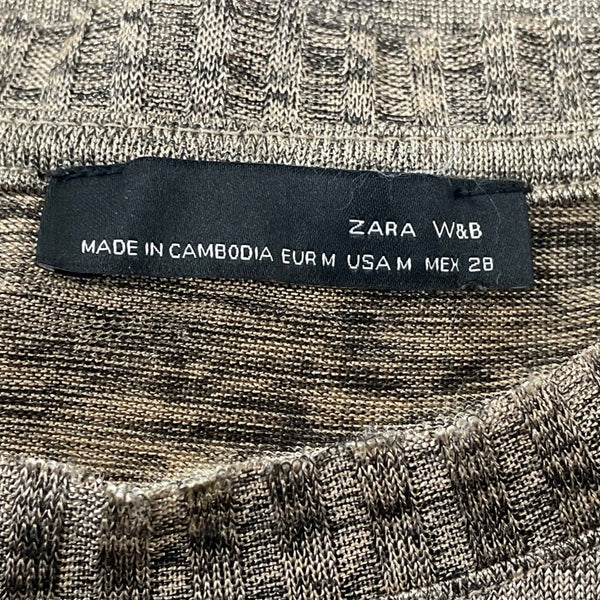 ZARA W&B
MADE IN CAMBODIA EUR M USA M MEX 28